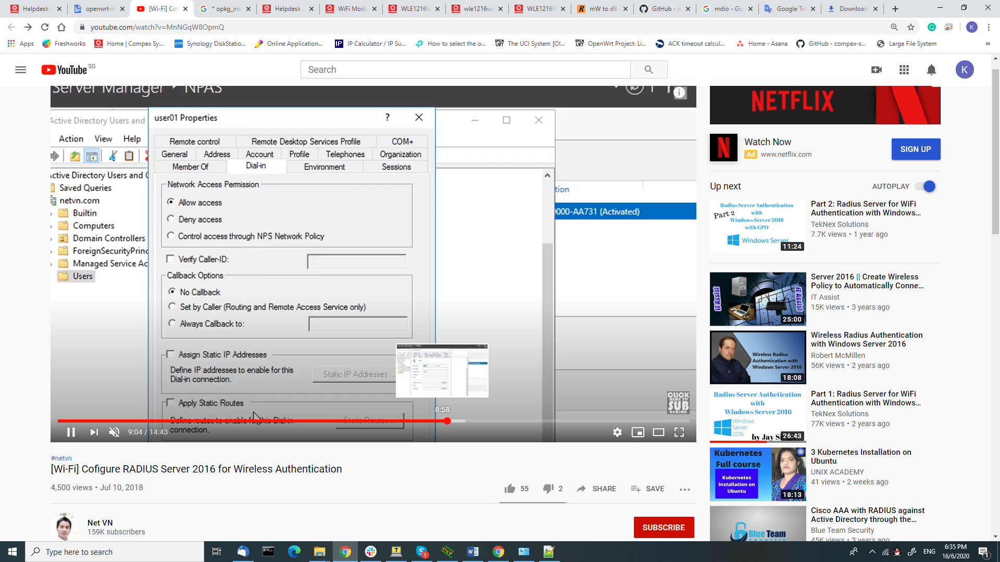 Helpdesk
openwrt-lo
[Wi-Fi] Cof
* opkg_ins
Helpdesk
WiFi Modu
WLE1216V
wle1216vx
WLE1216V
mW to dB
GitHub - c
mdio - Go
Google Tra
Download
youtube.com/watch?v=MnNGqW8OpmQ
K
Apps
Freshworks
Home | Compex Sy...
Synology DiskStatio...
Online Application...
IP Calculator / IP Su...
How to select the o...
The UCI System [Ol...
OpenWrt Project: Li...
ACK timeout calcul...
Home - Asana
GitHub - compex-s...
Large File System
»
YouTube SG
Search
K
Server Manager NPAS
Active Directory Users and
Action View Help
Active Directory Users and C
Saved Queries
netvn.com
Builtin
Computers
Domain Controllers
ForeignSecurityPrinc
Managed Service Ac
Users
user01 Properties
?
Remote control Remote Desktop Services Profile COM+
General Address Account Profile Telephones Organization
Member Of Dial-in Environment Sessions
Network Access Permission
Allow access
Deny access
Control access through NPS Network Policy
Verify Caller-ID:
Callback Options
No Callback
Set by Caller (Routing and Remote Access Service only)
Always Callback to:
Assign Static IP Addresses
Define IP addresses to enable for this
Dial-in connection.
Static IP Addresses ...
Apply Static Routes
Define routes to enable for this Dial-in
connection.
Static Routes ...
tion
0000-AA731 (Activated)
CLICK
HERE TO
SUB
SCRIBE
8:58
9:04 / 14:43
#netvn
[Wi-Fi] Cofigure RADIUS Server 2016 for Wireless Authentication
4,500 views • Jul 10, 2018
55
2
SHARE
SAVE
Net VN
159K subscribers
SUBSCRIBE
NETFLIX
Watch Now
Ad www.netflix.com
SIGN UP
Up next
AUTOPLAY
Radius Server Authentication
with
Part 2
Windows Server 2016
with GPO
Windows Server
11:24
Part 2: Radius Server for WiFi
Authentication with Windows...
TekNex Solutions
7.7K views • 1 year ago
IT Assist
IT Assist
25:00
Server 2016 || Create Wireless
Policy to Automatically Conne...
IT Assist
15K views • 3 years ago
Wireless Radius
Authentication with
Windows Server 2016
18:08
Wireless Radius Authentication
with Windows Server 2016
Robert McMillen
56K views • 2 years ago
Radius Server Authetication
with
Windows Server 2016
Windows
Server
2016
by Jay Si
26:43
Part 1: Radius Server for WiFi
Authentication with Windows...
TekNex Solutions
77K views • 2 years ago
Kubernetes
Full course
Kubernetes
Installation on
Ubuntu
18:13
3 Kubernetes Installation on
Ubuntu
UNIX ACADEMY
41 views • 2 weeks ago
Blue Team
Cisco AAA with RADIUS against
Active Directory through the...
Blue Team Security
45K views • 3 years ago
Type here to search
1
ENG
6:35 PM
16/6/2020
1